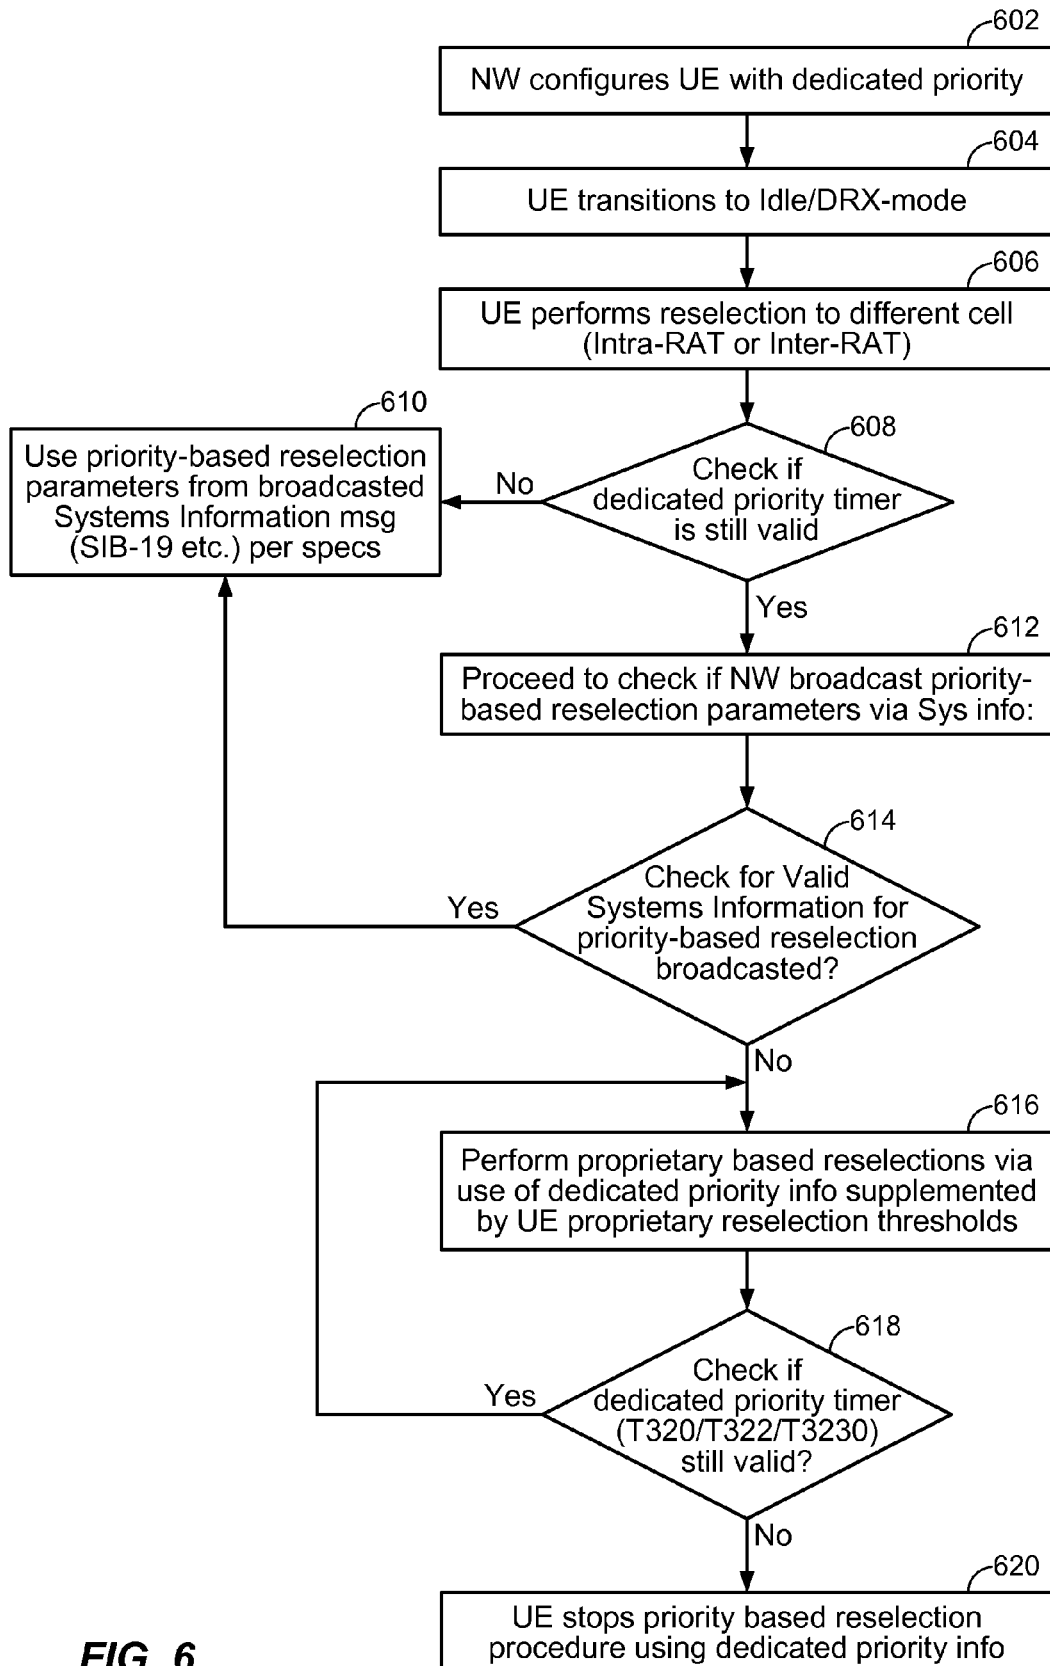 602
NW configures UE with dedicated priority
604
UE transitions to Idle/DRX-mode
606
UE performs reselection to different cell
(Intra-RAT or Inter-RAT)
610
Use priority-based reselection
parameters from broadcasted
Systems Information msg
(SIB-19 etc.) per specs
No
608
Check if
dedicated priority timer
is still valid
Yes
612
Proceed to check if NW broadcast priority-
based reselection parameters via Sys info:
614
Check for Valid
Systems Information for
priority-based reselection
broadcasted?
Yes
No
616
Perform proprietary based reselections via
use of dedicated priority info supplemented
by UE proprietary reselection thresholds
618
Check if
dedicated priority timer
(T320/T322/T3230)
still valid?
Yes
No
620
UE stops priority based reselection
procedure using dedicated priority info
FIG. 6